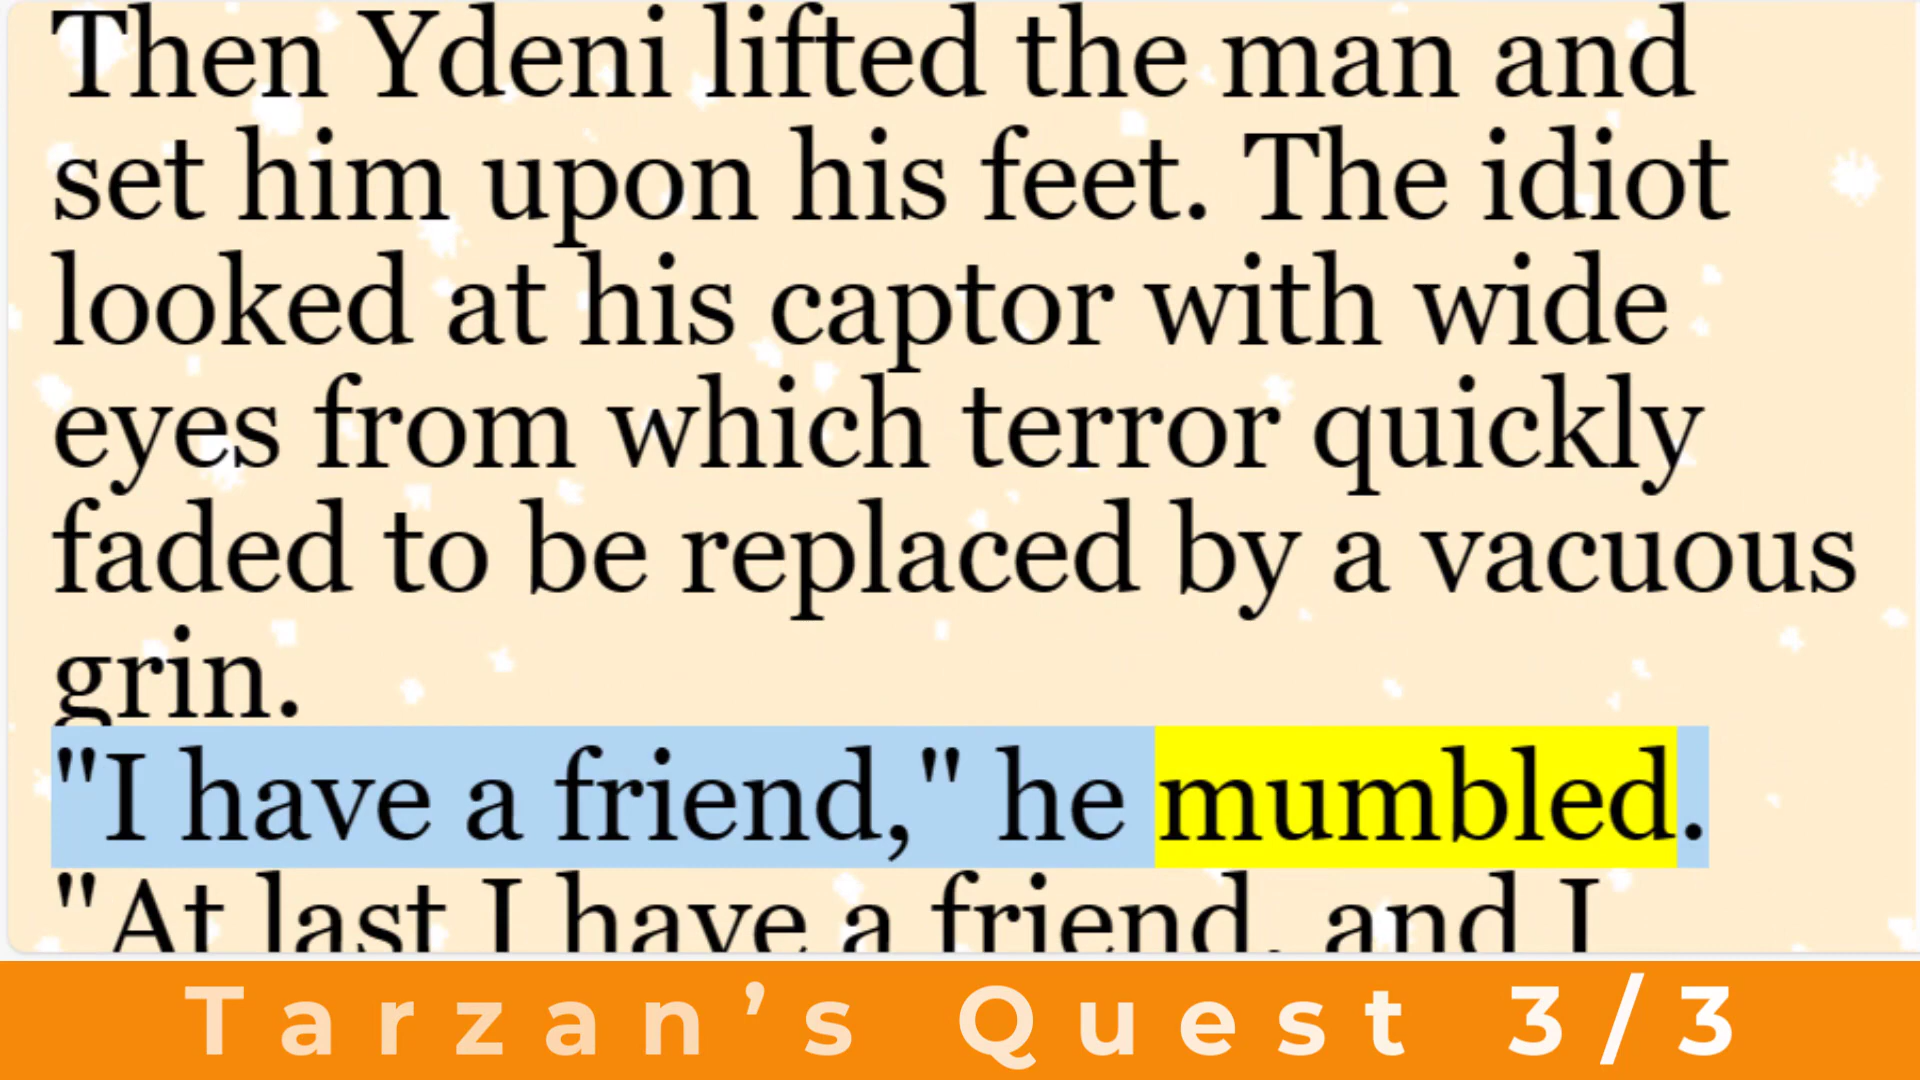 Then Ydeni lifted the man and
set him upon his feet. The idiot
looked at his captor with wide
eyes from which terror quickly
faded to be replaced by a vacuous
grin.
"I have a friend," he mumbled.
"At last I have a friend, and I
Tarzan’s Quest 3/3